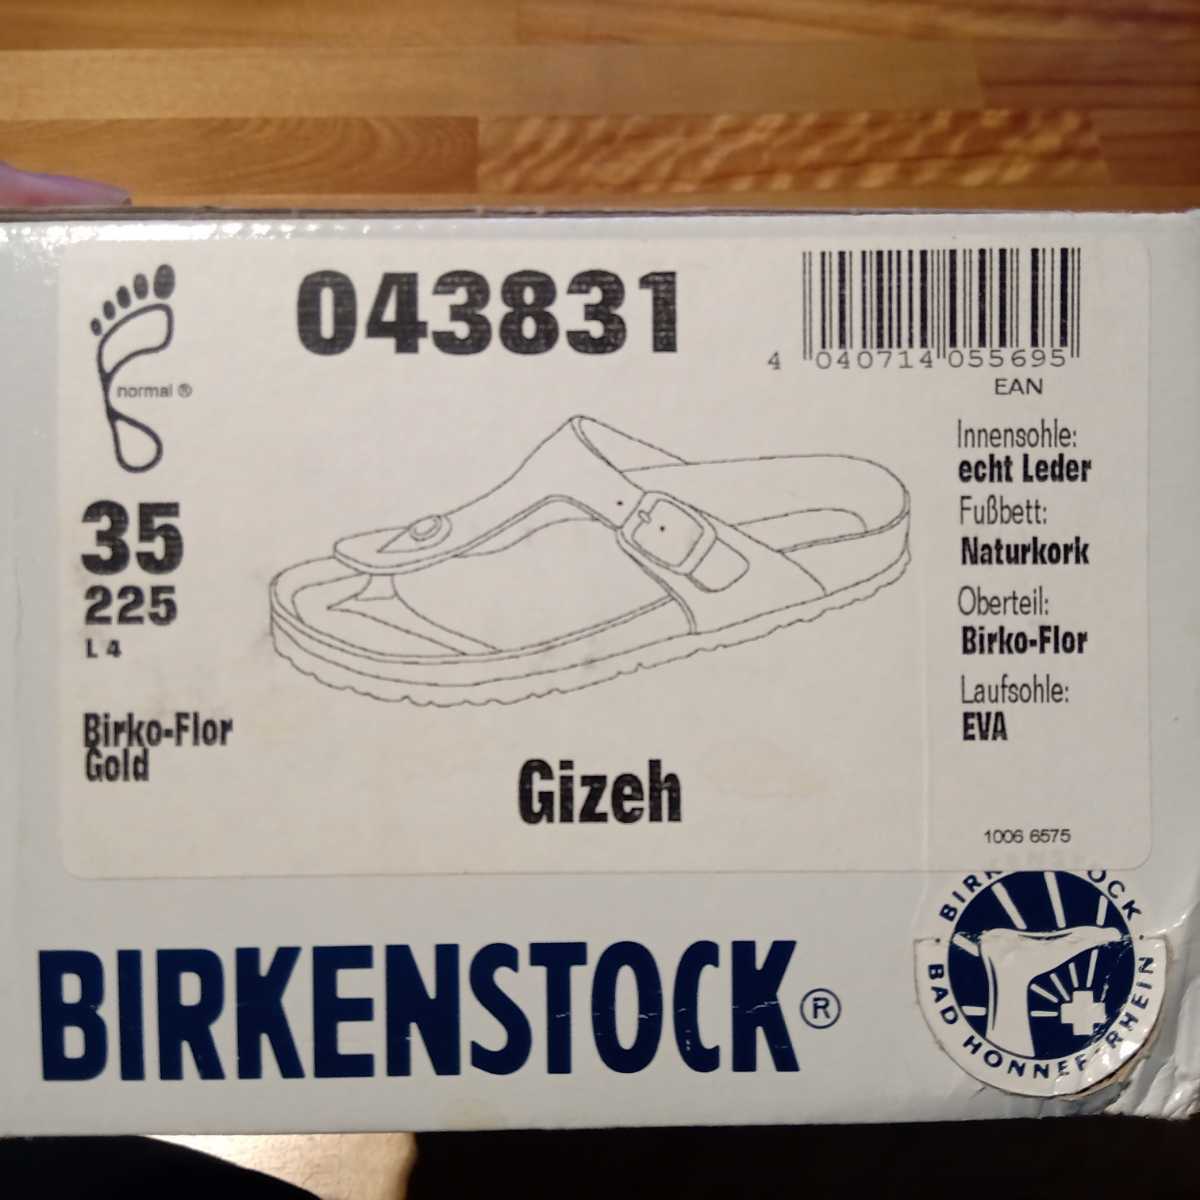 043831
4 040714 055695
EAN
normal ®
35
225
L 4
Birko-Flor
Gold
Innensohle:
echt Leder
Fußbett:
Naturkork
Oberteil:
Birko-Flor
Laufsohle:
EVA
Gizeh
1006 6575
BIRKENSTOCK®
BIRKENSTOCK
BAD HONNEF/RHEIN